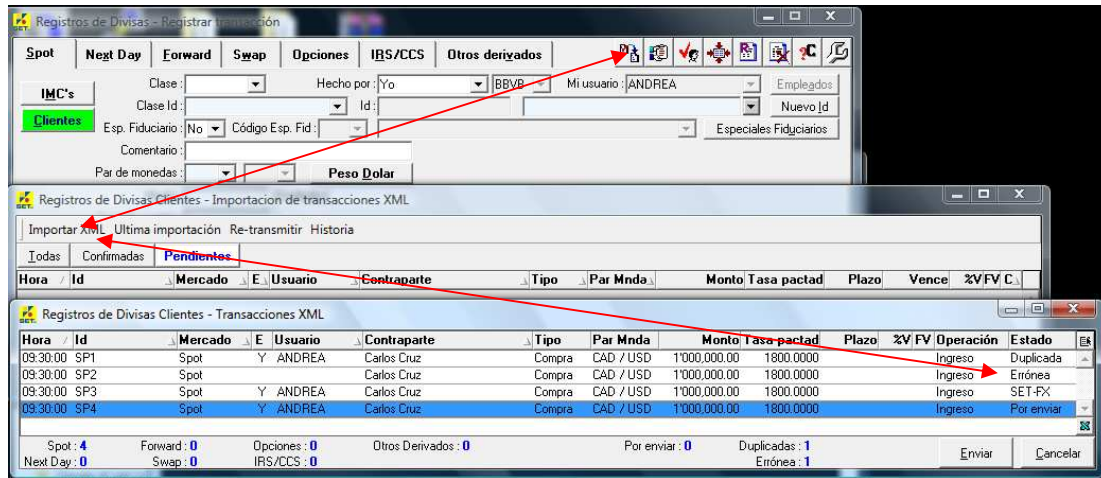 Registros de Divisas - Registrar transacción
Spot Next Day Forward Swap Opciones IRS/CCS Otros derivados
IMC's Clase : Hecho por : Yo BBVB Mi usuario : ANDREA Empleados
Clase Id : Id : Nuevo Id
Clientes Esp. Fiduciario : No Código Esp. Fid : Especiales Fiduciarios
Comentario :
Par de monedas : Peso Dolar
Registros de Divisas Clientes - Importacion de transacciones XML
Importar XML Ultima importación Re-transmitir Historia
Todas Confirmadas Pendientes
Hora Id Mercado E Usuario Contraparte Tipo Par Mnda Monto Tasa pactad Plazo Vence %V FV C
Registros de Divisas Clientes - Transacciones XML
Hora Id Mercado E Usuario Contraparte Tipo Par Mnda Monto Tasa pactad Plazo %V FV Operación Estado
09:30:00 SP1 Spot Y ANDREA Carlos Cruz Compra CAD / USD 1'000,000.00 1800.0000 Ingreso Duplicada
09:30:00 SP2 Spot Carlos Cruz Compra CAD / USD 1'000,000.00 1800.0000 Ingreso Errónea
09:30:00 SP3 Spot Y ANDREA Carlos Cruz Compra CAD / USD 1'000,000.00 1800.0000 Ingreso SET-FX
09:30:00 SP4 Spot Y ANDREA Carlos Cruz Compra CAD / USD 1'000,000.00 1800.0000 Ingreso Por enviar
Spot : 4 Forward : 0 Opciones : 0 Otros Derivados : 0 Por enviar : 0 Duplicadas : 1 Enviar Cancelar
Next Day : 0 Swap : 0 IRS/CCS : 0 Errónea : 1